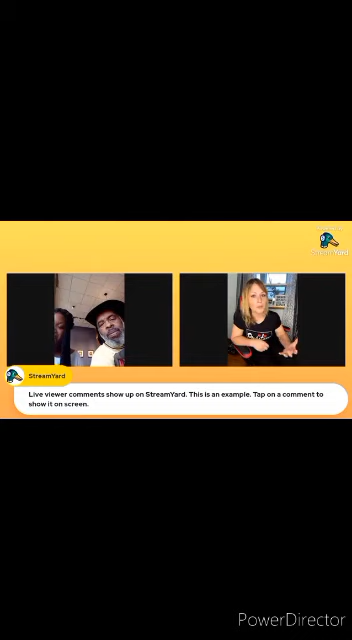 StreamYard
StreamYard
Live viewer comments show up on StreamYard. This is an example. Tap on a comment to
show it on screen.
PowerDirector